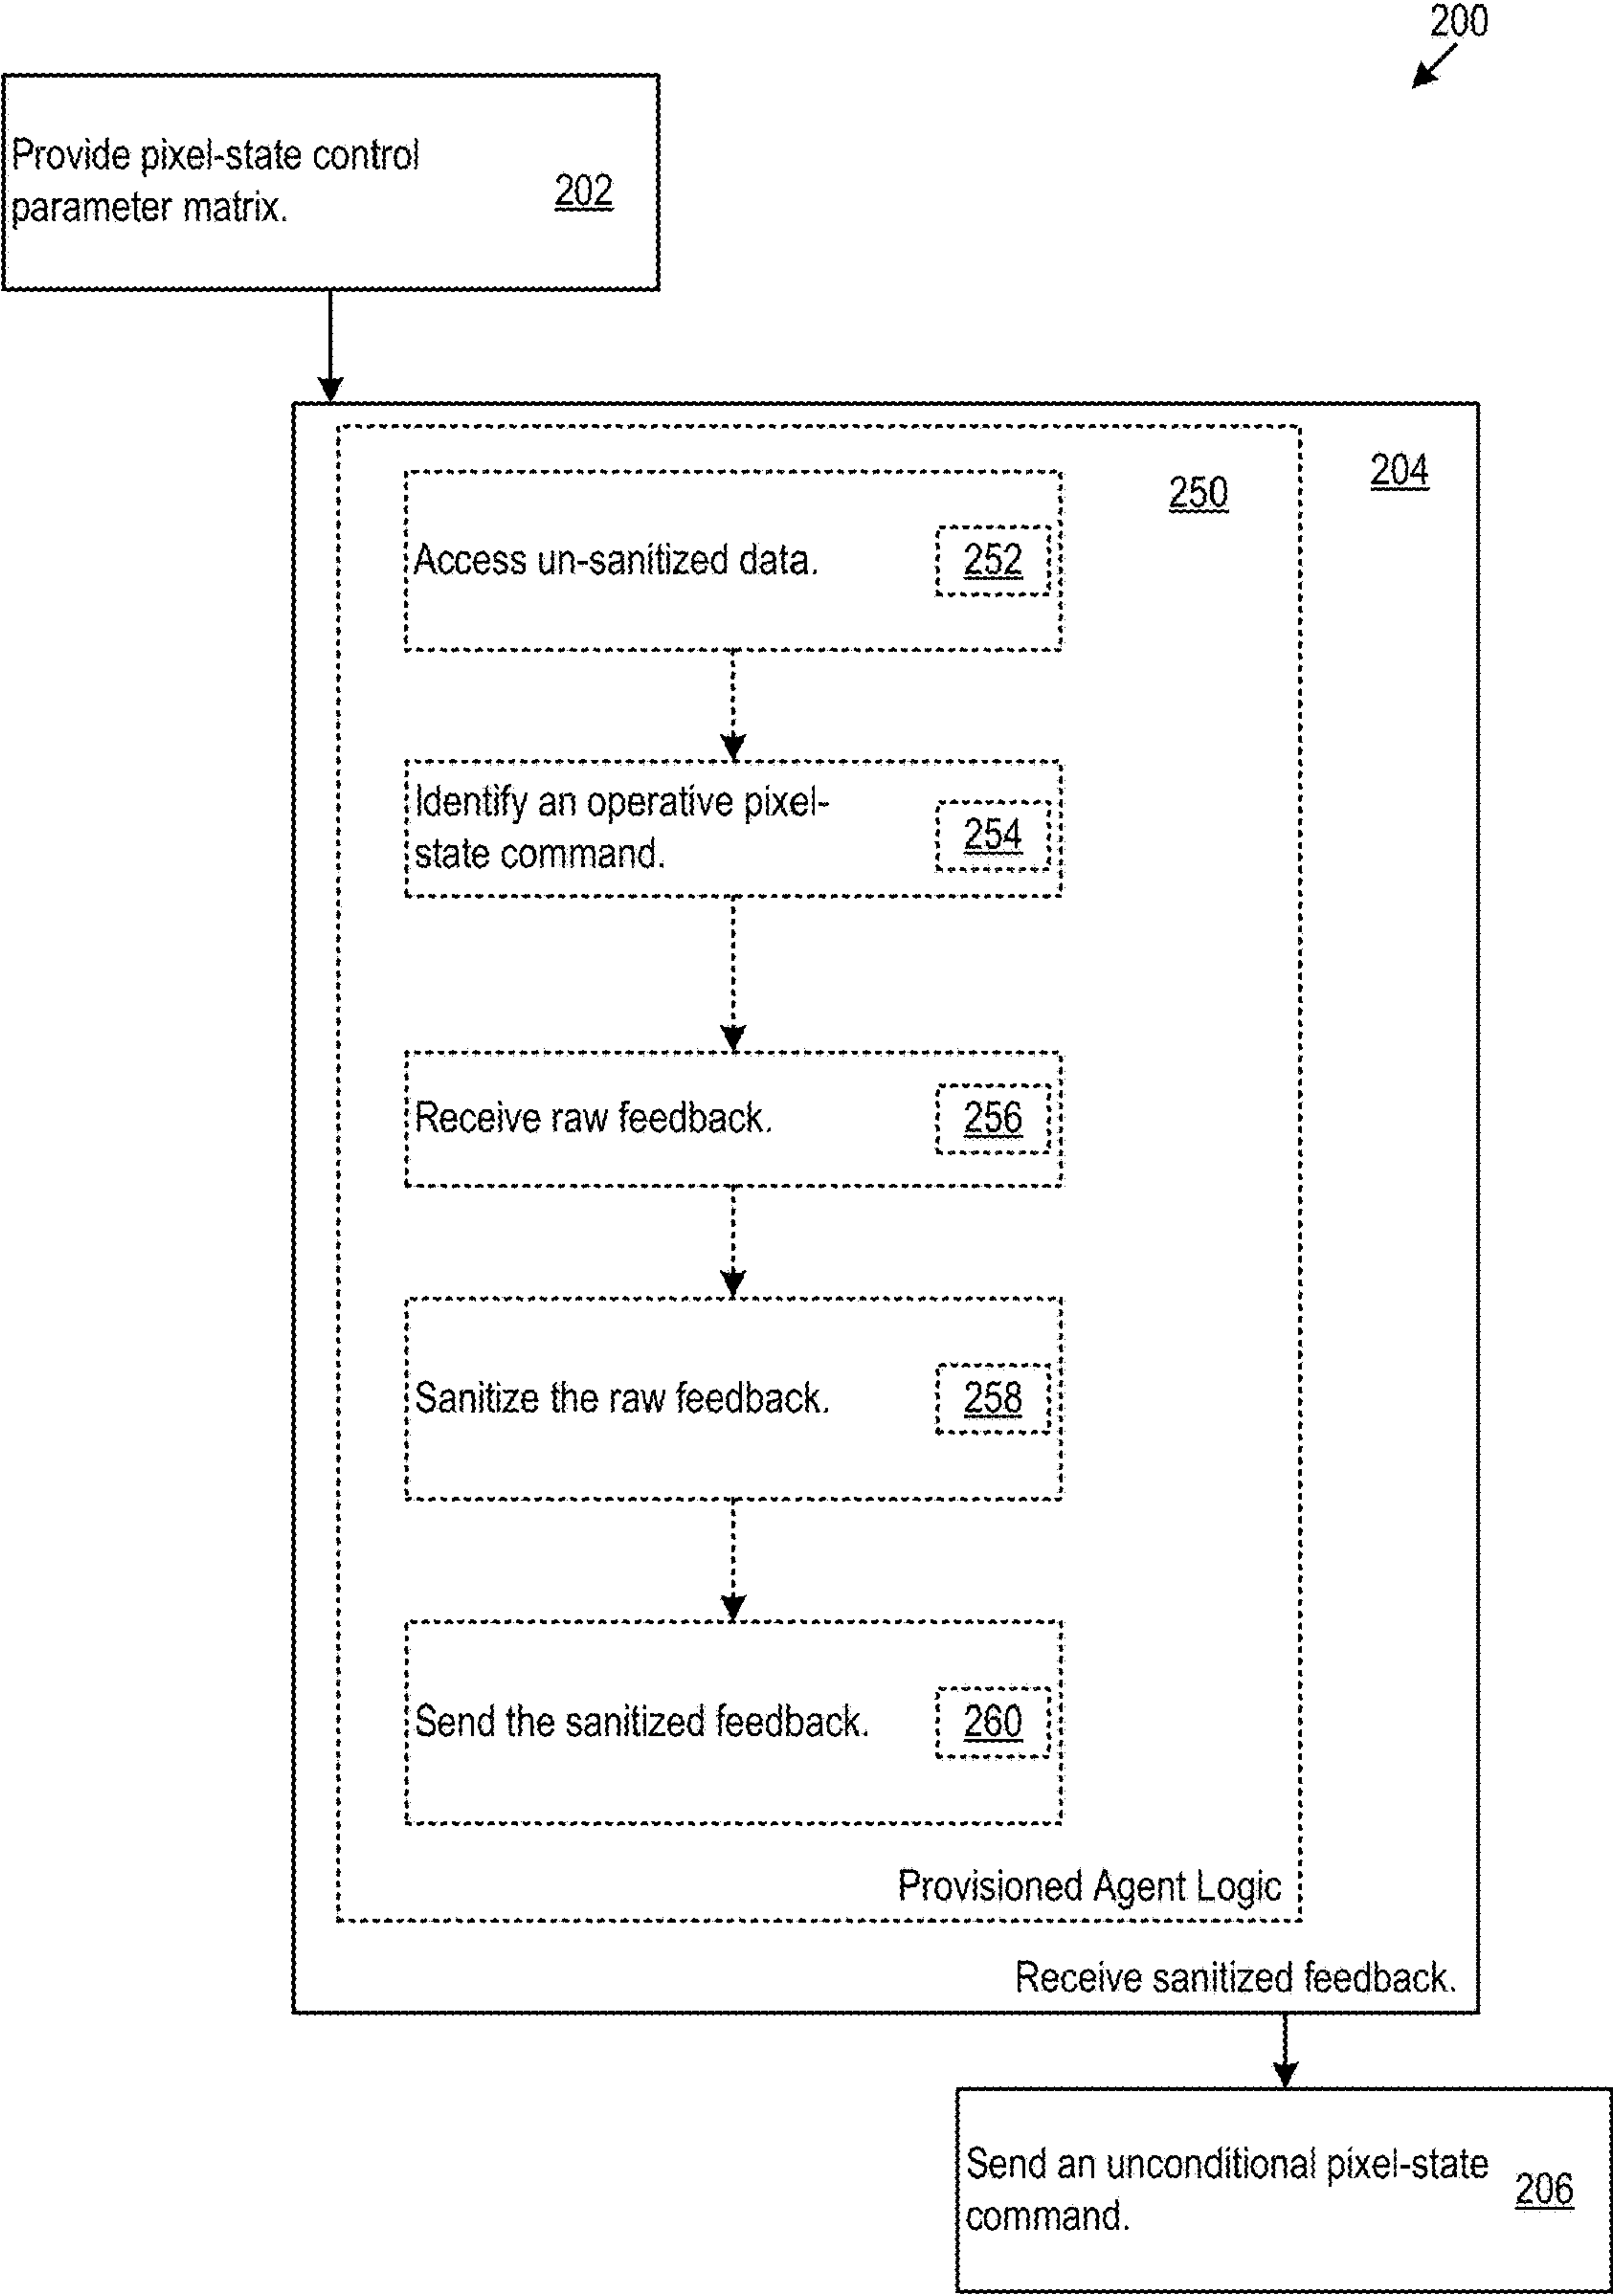 200
Provide pixel-state control
parameter matrix.
202
204
250
Access un-sanitized data.
252
Identify an operative pixel-
state command.
254
Receive raw feedback.
256
Sanitize the raw feedback.
258
Send the sanitized feedback.
260
Provisioned Agent Logic
Receive sanitized feedback.
Send an unconditional pixel-state
command.
206